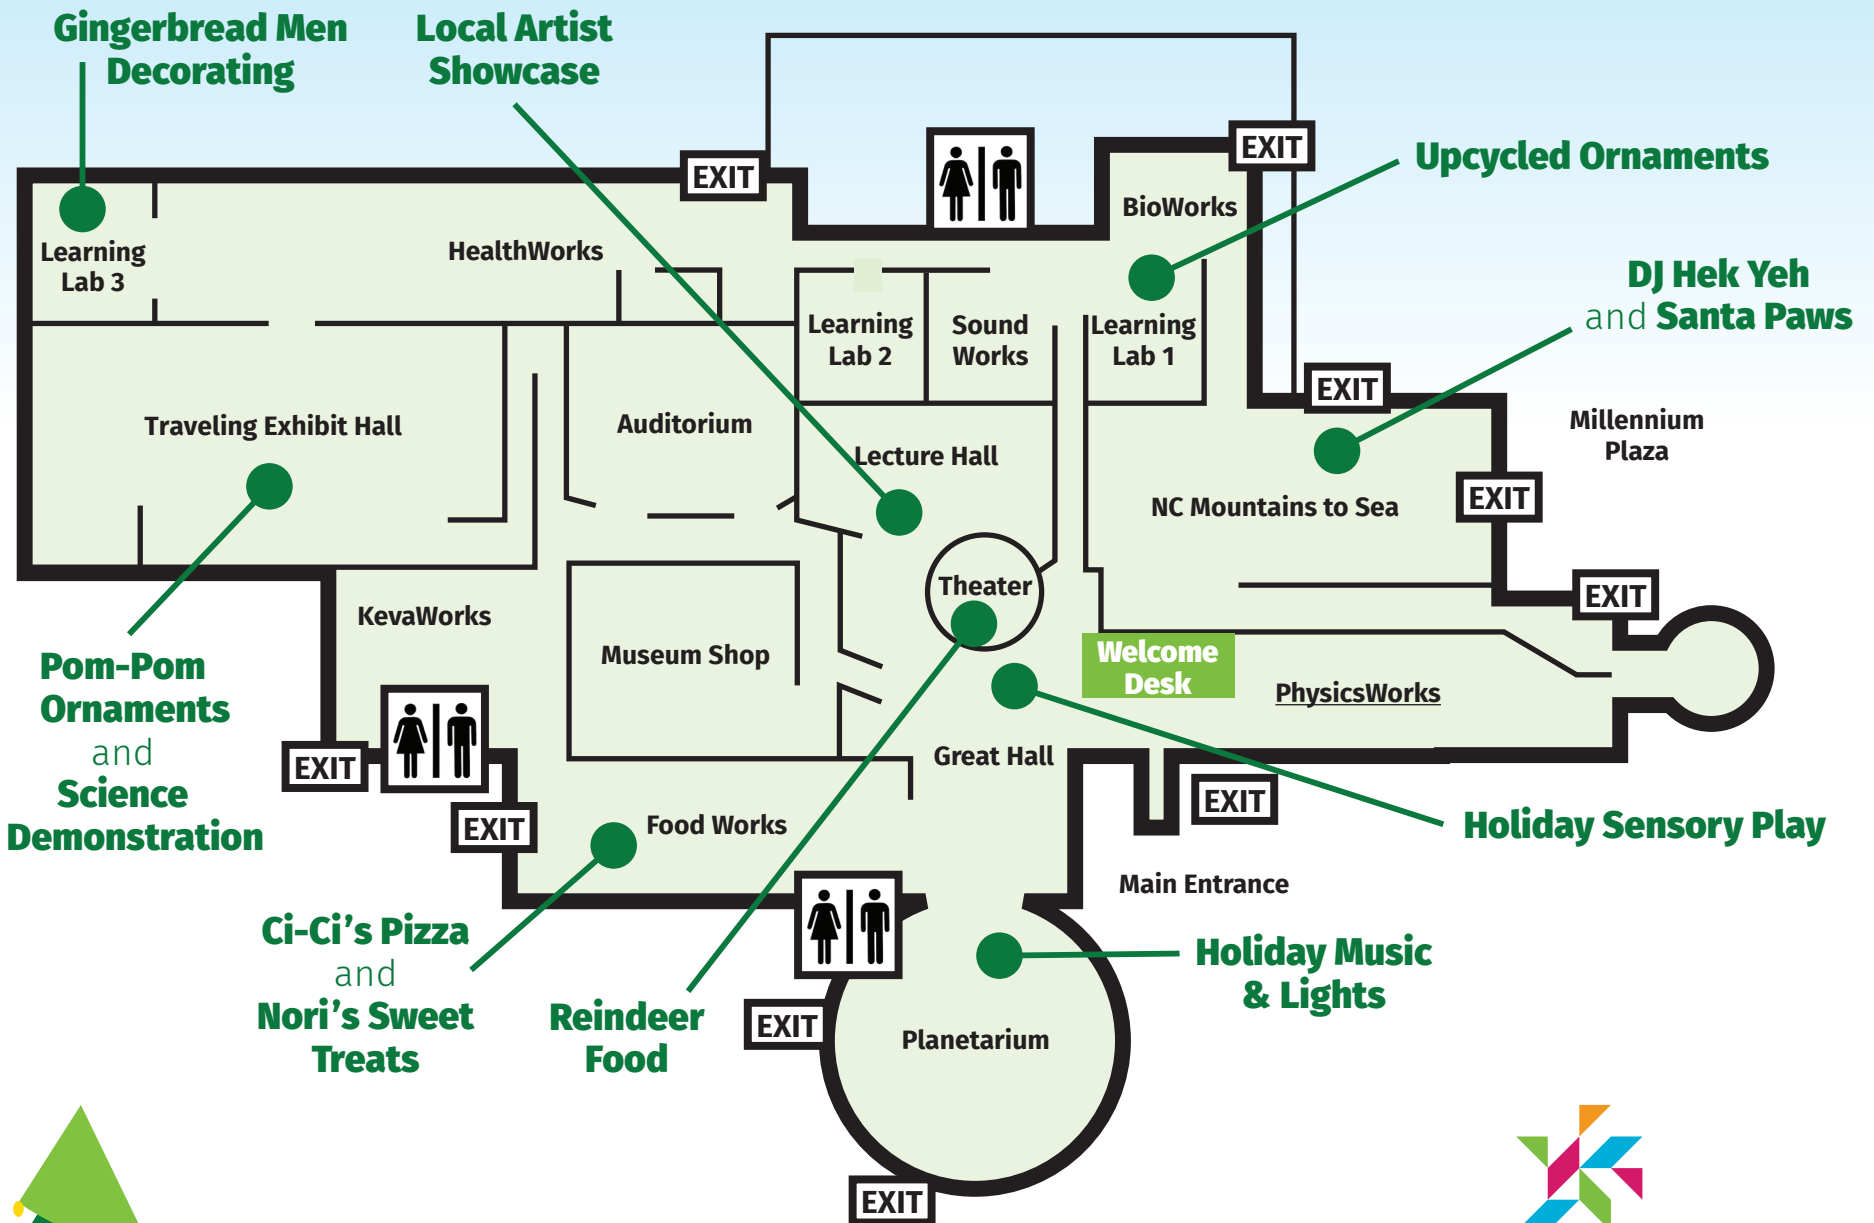 Gingerbread Men
Decorating
Local Artist
Showcase
EXIT
EXIT
Upcycled Ornaments
BioWorks
Learning
Lab 3
HealthWorks
DJ Hek Yeh
and Santa Paws
Learning
Lab 2
Sound
Works
Learning
Lab 1
EXIT
Traveling Exhibit Hall
Auditorium
Lecture Hall
Millennium
Plaza
NC Mountains to Sea
EXIT
Theater
EXIT
KevaWorks
Museum Shop
Welcome
Desk
PhysicsWorks
Pom-Pom
Ornaments
and
Science
Demonstration
EXIT
Great Hall
EXIT
EXIT
Food Works
Holiday Sensory Play
Main Entrance
Ci-Ci's Pizza
and
Nori's Sweet
Treats
Reindeer
Food
Holiday Music
& Lights
EXIT
Planetarium
EXIT